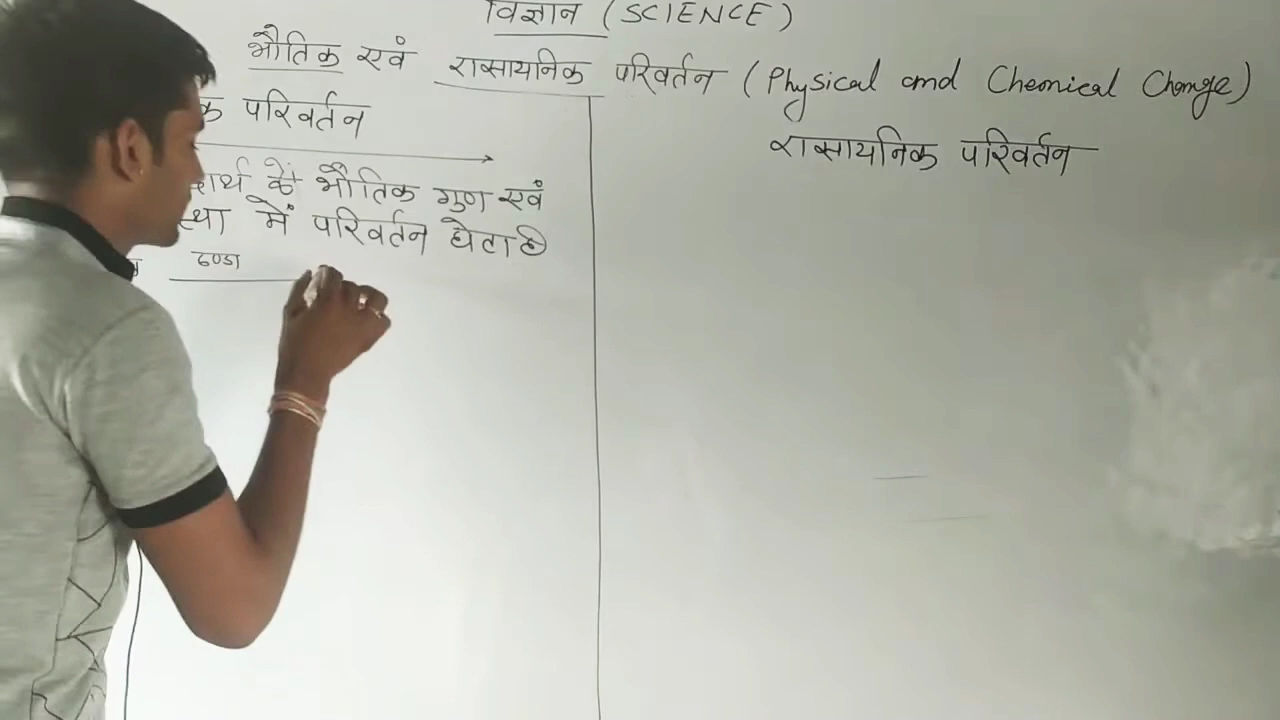 विज्ञान (SCIENCE)
भौतिक एवं रासायनिक परिवर्तन (Physical and Chemical Change)
क परिवर्तन
रासायनिक परिवर्तन
दार्थ के भौतिक गुण एवं
स्था में परिवर्तन होता है
ठण्डा